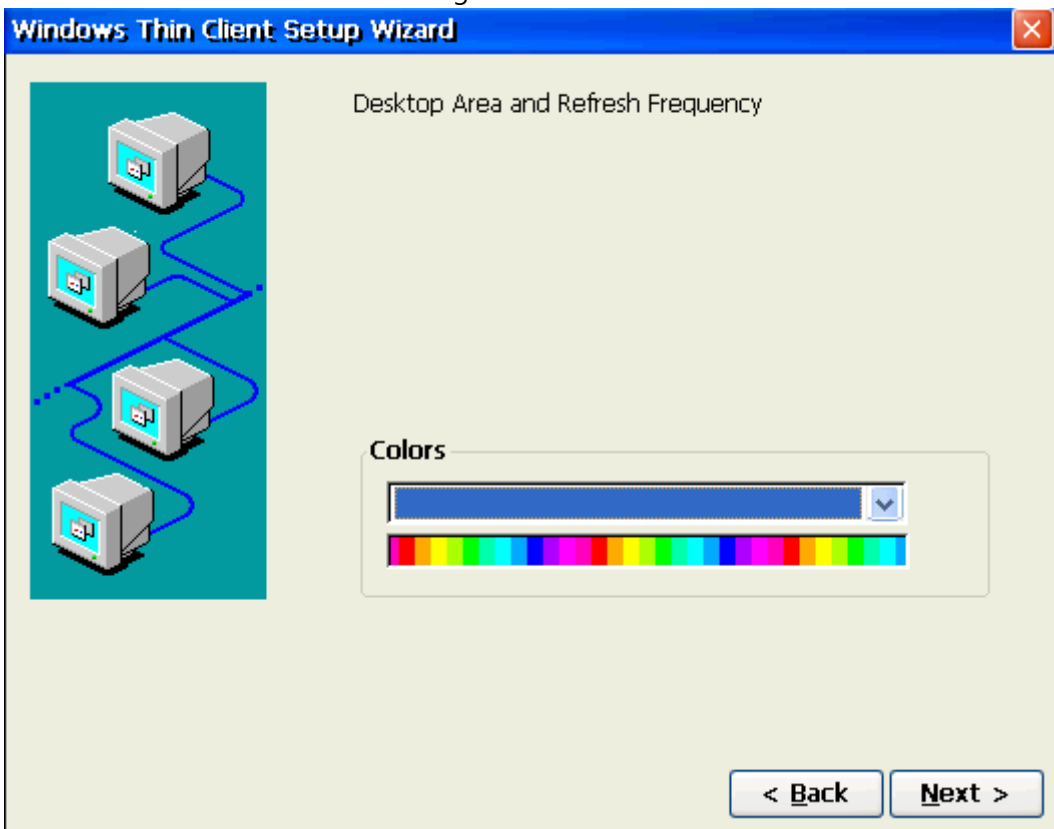 Windows Thin Client Setup Wizard
Desktop Area and Refresh Frequency
Colors
< Back
Next >